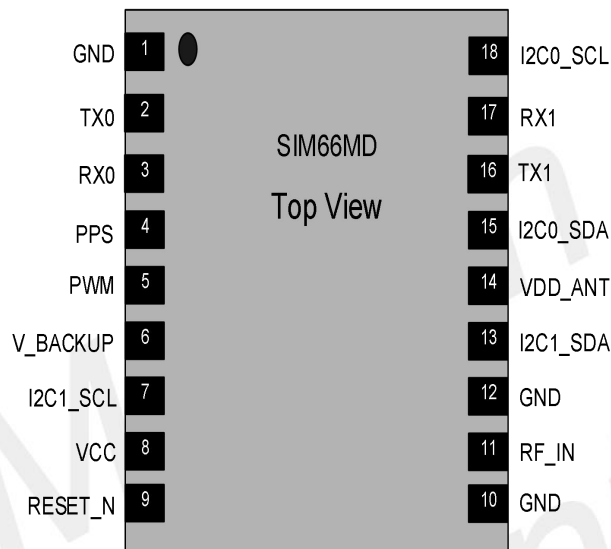 GND 1 18 I2C0_SCL
TX0 2 17 RX1
SIM66MD
RX0 3 16 TX1
Top View
PPS 4 15 I2C0_SDA
PWM 5 14 VDD_ANT
V_BACKUP 6 13 I2C1_SDA
I2C1_SCL 7 12 GND
VCC 8 11 RF_IN
RESET_N 9 10 GND